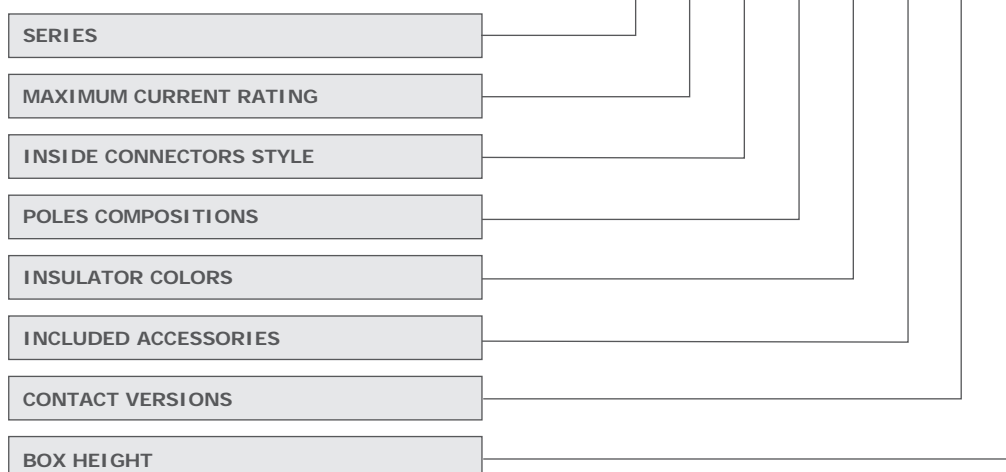 SERIES
MAXIMUM CURRENT RATING
INSIDE CONNECTORS STYLE
POLES COMPOSITIONS
INSULATOR COLORS
INCLUDED ACCESSORIES
CONTACT VERSIONS
BOX HEIGHT